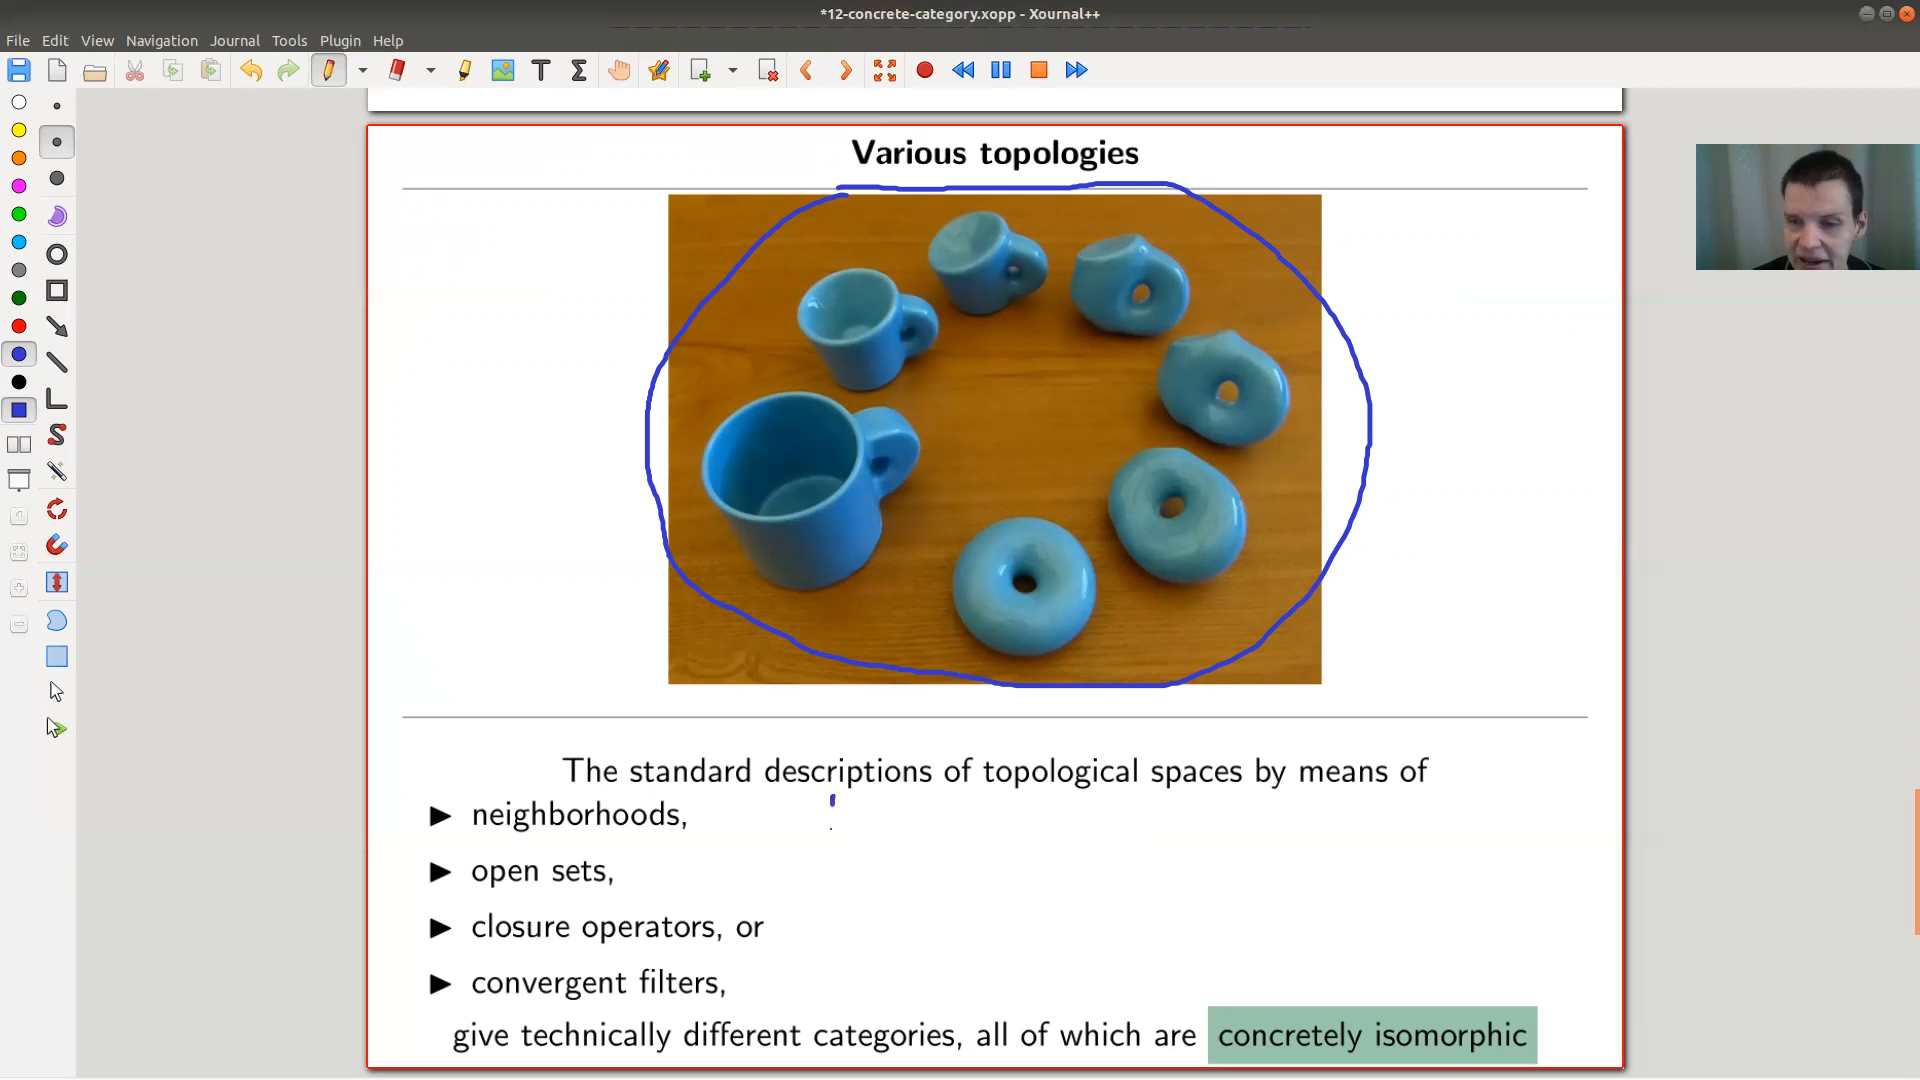 *12-concrete-category.xopp - Xournal++
File Edit View Navigation Journal Tools Plugin Help
Various topologies
The standard descriptions of topological spaces by means of
▶ neighborhoods,
▶ open sets,
▶ closure operators, or
▶ convergent filters,
give technically different categories, all of which are concretely isomorphic